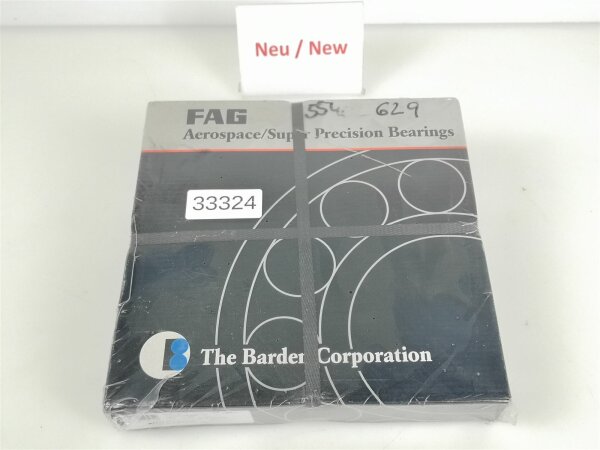 Neu / New
554 629
FAG
Aerospace/Super Precision Bearings
33324
The Barden Corporation